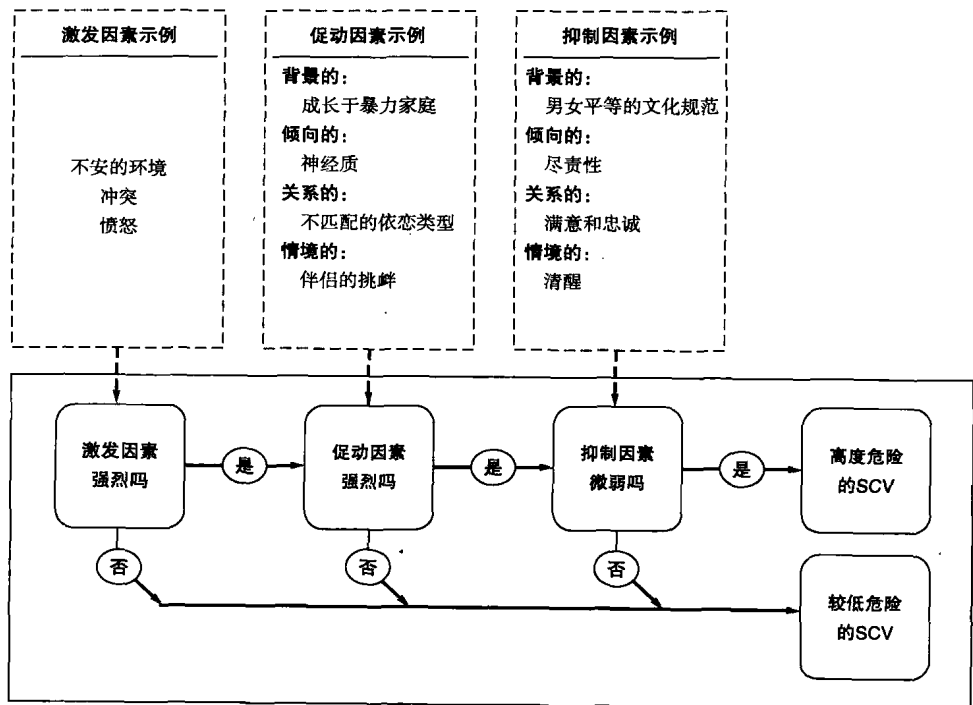 激发因素示例
不安的环境
冲突
愤怒
促动因素示例
背景的：
成长于暴力家庭
倾向的：
神经质
关系的：
不匹配的依恋类型
情境的：
伴侣的挑衅
抑制因素示例
背景的：
男女平等的文化规范
倾向的：
尽责性
关系的：
满意和忠诚
情境的：
清醒
激发因素
强烈吗
是
促动因素
强烈吗
是
抑制因素
微弱吗
是
高度危险
的SCV
否
否
否
较低危险
的SCV